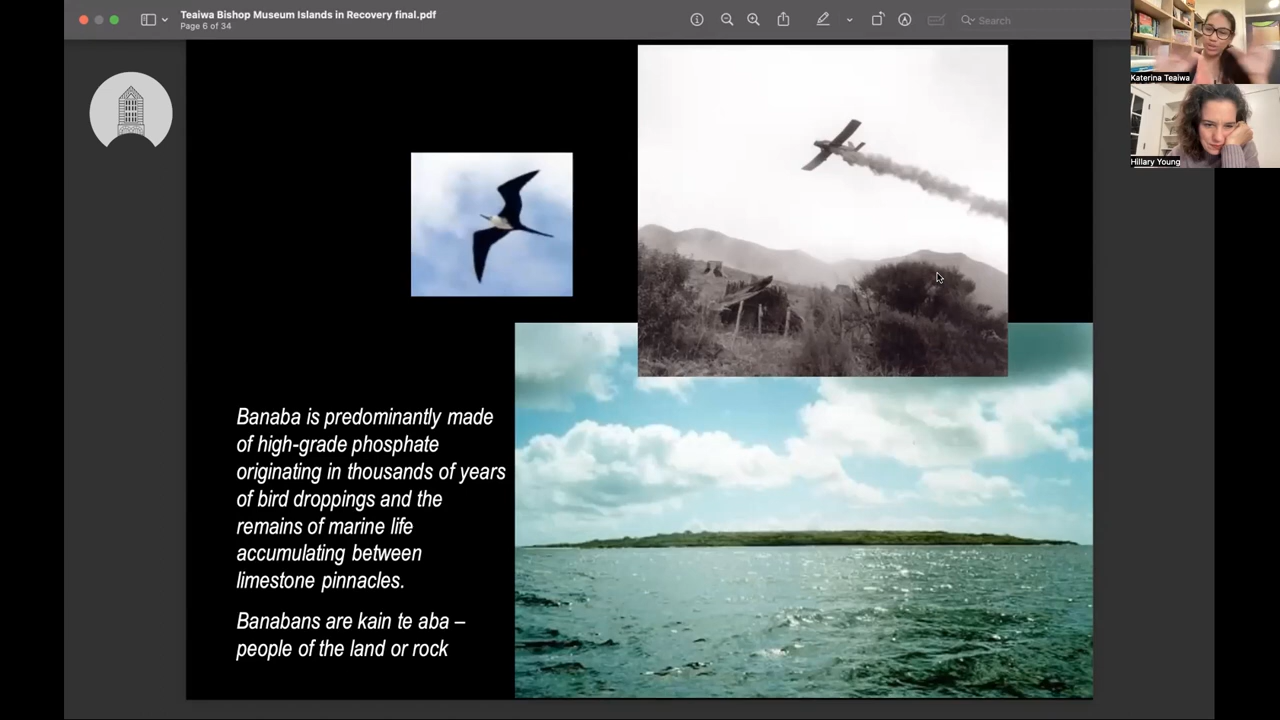 Teaiwa Bishop Museum Islands in Recovery final.pdf
Page 6 of 34
Search
Katerina Teaiwa
Hillary Young
Banaba is predominantly made
of high-grade phosphate
originating in thousands of years
of bird droppings and the
remains of marine life
accumulating between
limestone pinnacles.
Banabans are kain te aba –
people of the land or rock